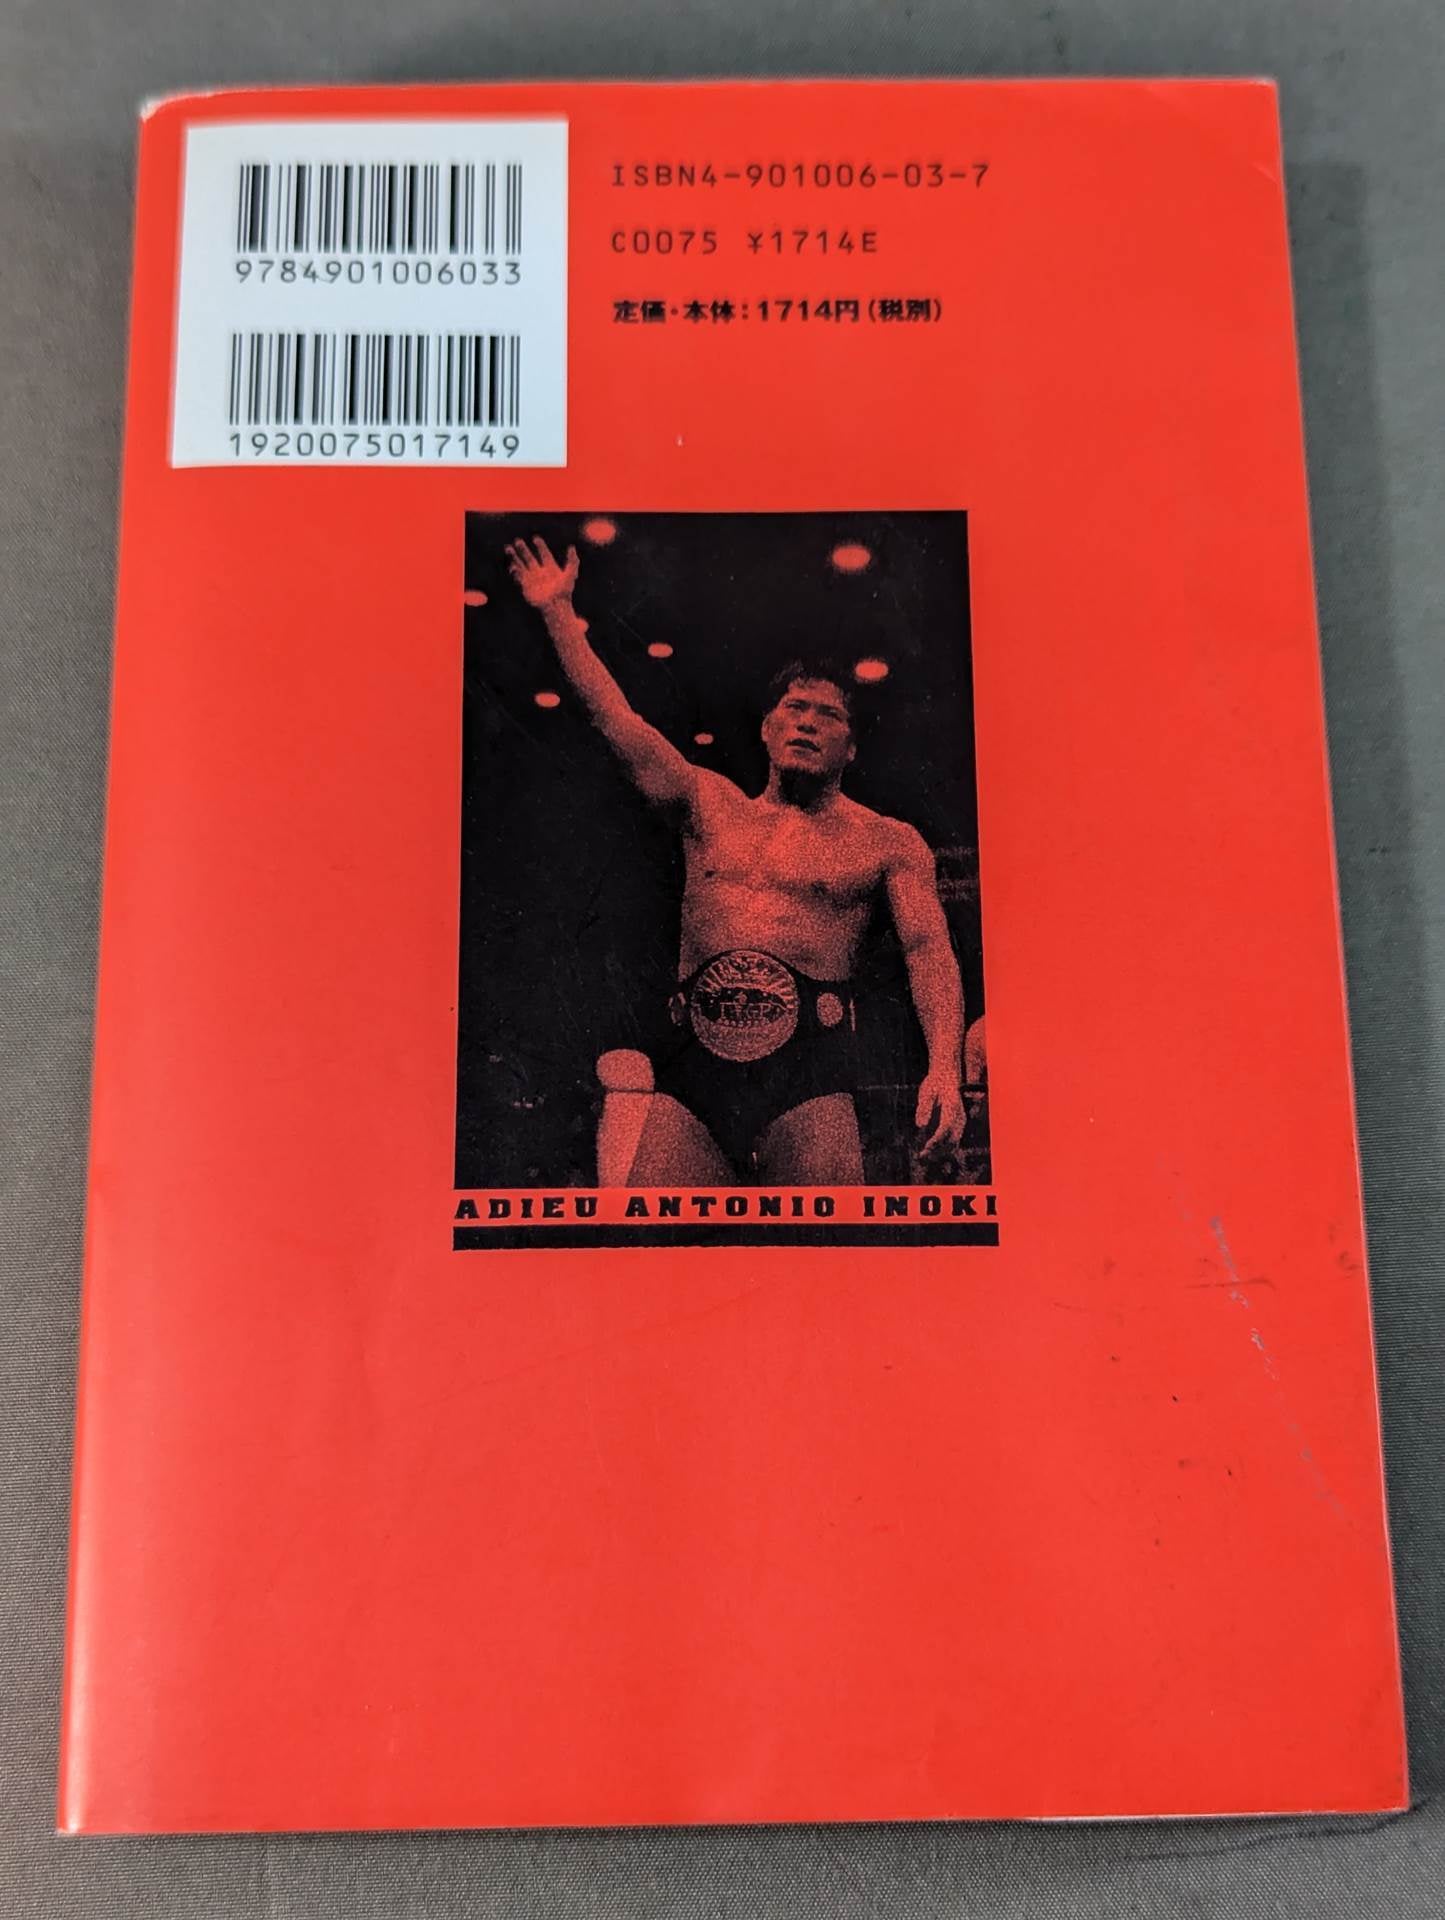 9784901006033
1920075017149
ISBN4-901006-03-7
C0075 ¥1714E
定価・本体：1714円（税別）
IWGP
ADIEU ANTONIO INOKI